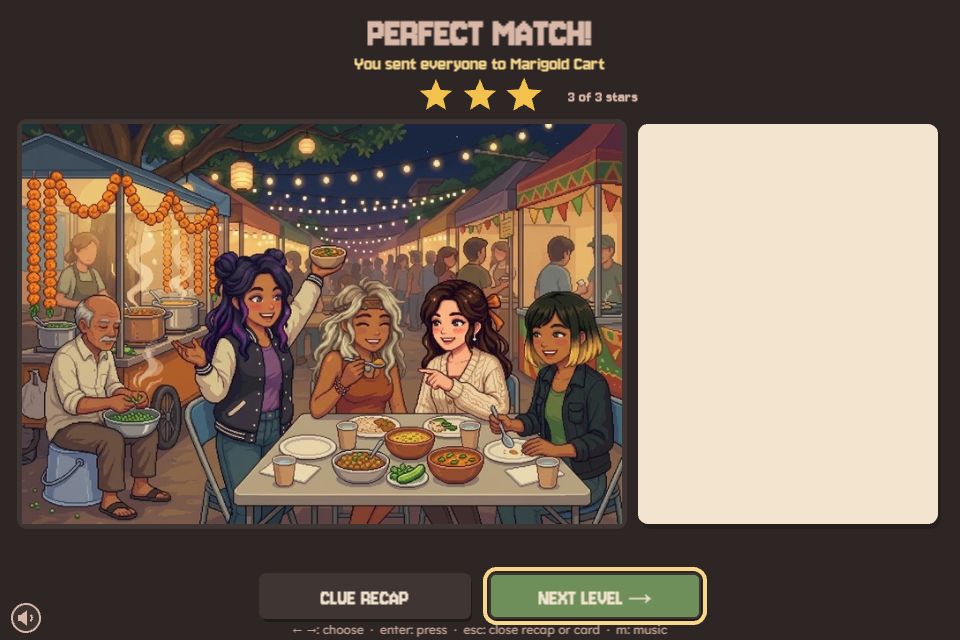 PERFECT MATCH!
You sent everyone to Marigold Cart
3 of 3 stars
CLUE RECAP
NEXT LEVEL →
← →: choose · enter: press · esc: close recap or card · m: music